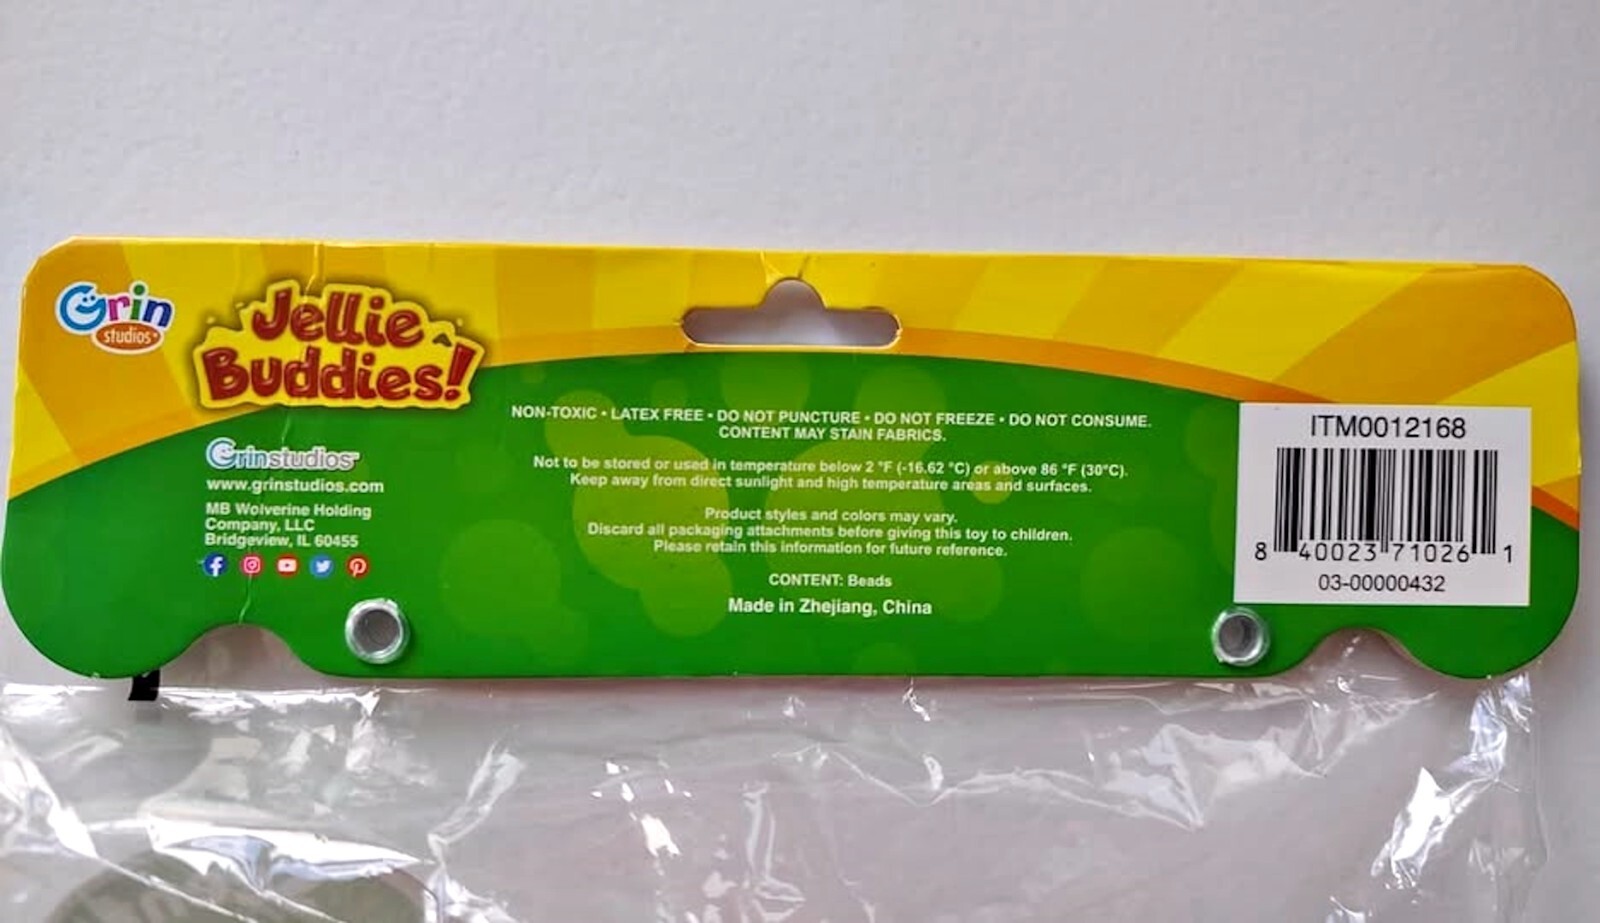 Grin
studios
Jellie
Buddies!
Grinstudios
www.grinstudios.com
MB Wolverine Holding
Company, LLC
Bridgeview, IL 60455
NON-TOXIC • LATEX FREE • DO NOT PUNCTURE • DO NOT FREEZE • DO NOT CONSUME.
CONTENT MAY STAIN FABRICS.
Not to be stored or used in temperature below 2 °F (-16.62 °C) or above 86 °F (30°C).
Keep away from direct sunlight and high temperature areas and surfaces.
Product styles and colors may vary.
Discard all packaging attachments before giving this toy to children.
Please retain this information for future reference.
CONTENT: Beads
Made in Zhejiang, China
ITM0012168
8 40023 71026 1
03-00000432